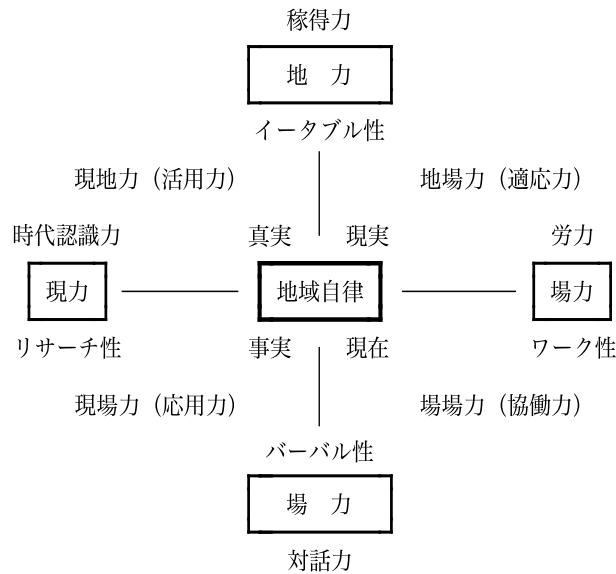 稼得力
地　力
イータブル性
現地力（活用力）
地場力（適応力）
時代認識力
真実
現実
労力
現力
地域自律
場力
リサーチ性
事実
現在
ワーク性
現場力（応用力）
場場力（協働力）
バーバル性
場　力
対話力